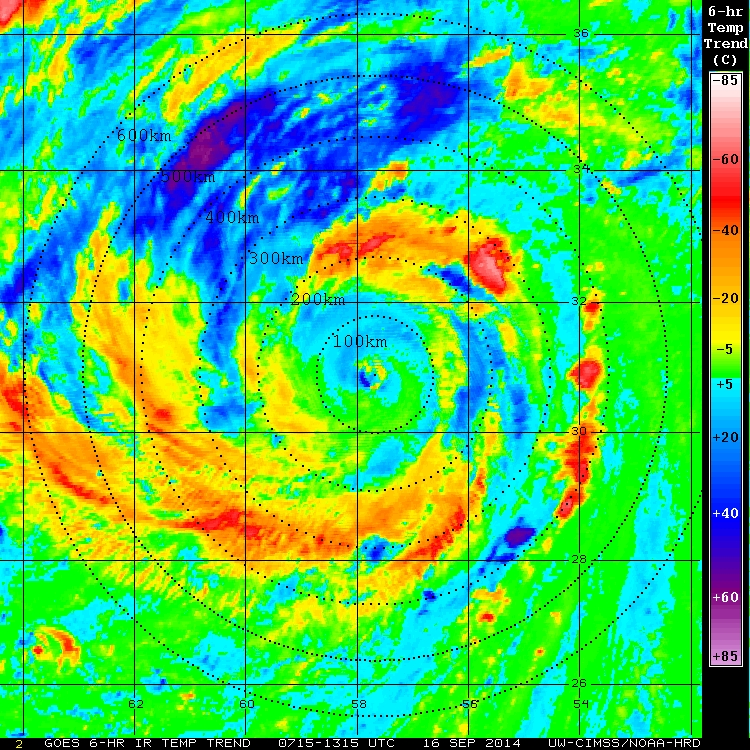 6-hr
Temp
Trend
(C)
-85
-60
-40
-20
-5
+5
+20
+40
+60
+85
36
600km
34
500km
400km
300km
32
200km
100km
30
28
26
62 60 58 56 54
2 GOES 6-HR IR TEMP TREND 0715-1315 UTC 16 SEP 2014 UW-CIMSS/NOAA-HRD